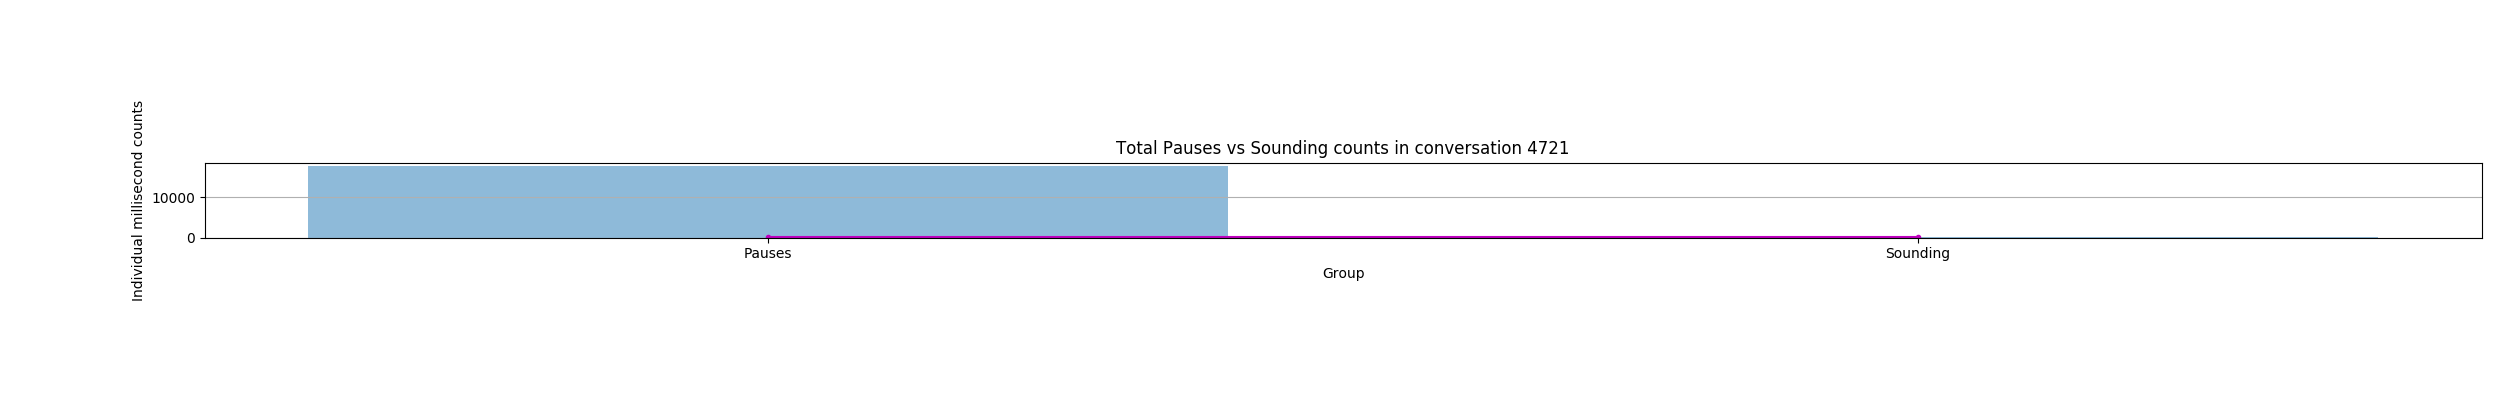 Total Pauses vs Sounding counts in conversation 4721
Individual millisecond counts
10000
0
Pauses
Sounding
Group